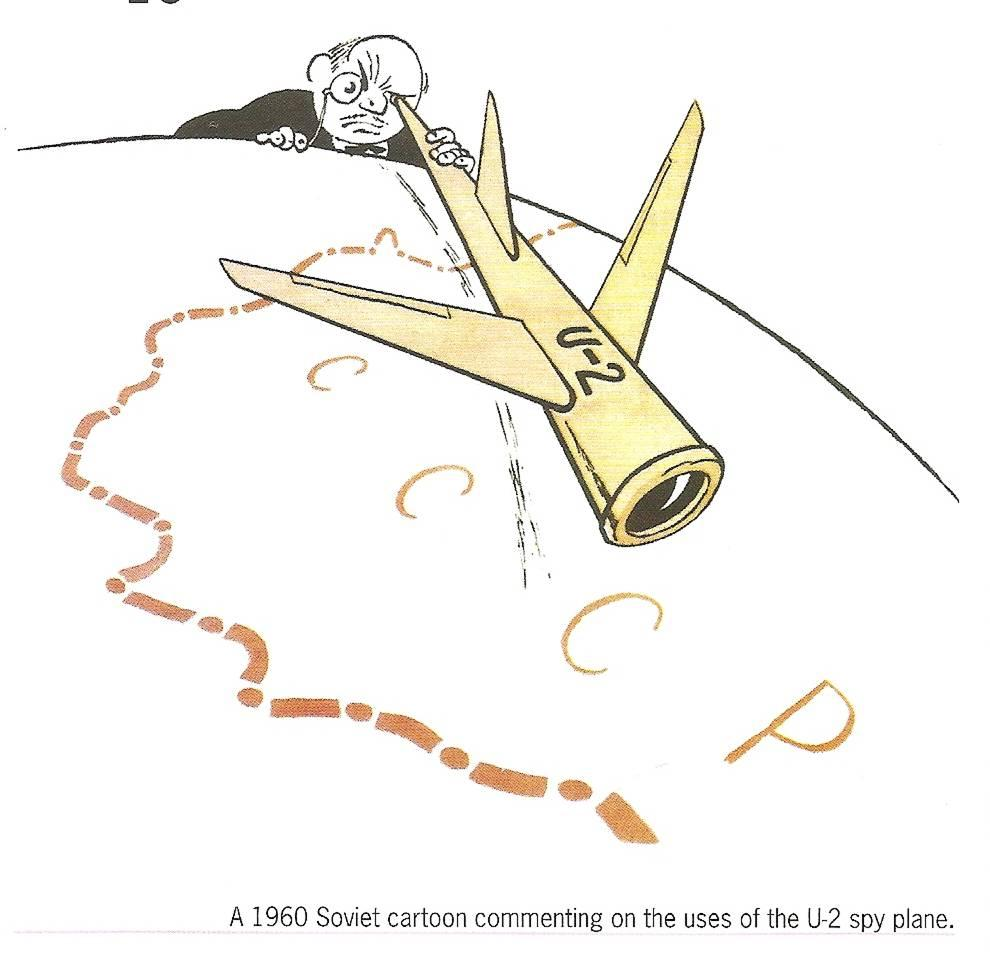 U-2
С
С
С
Р
A 1960 Soviet cartoon commenting on the uses of the U-2 spy plane.